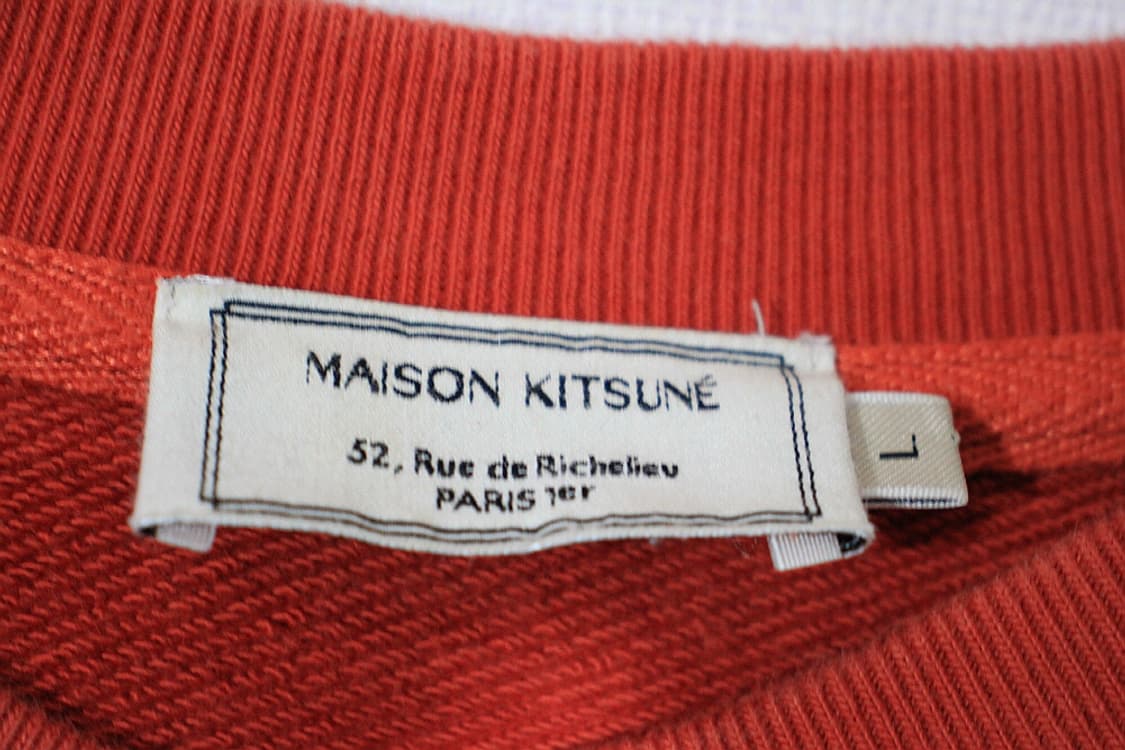 MAISON KITSUNÉ
52, Rue de Richelieu
PARIS 1er
L